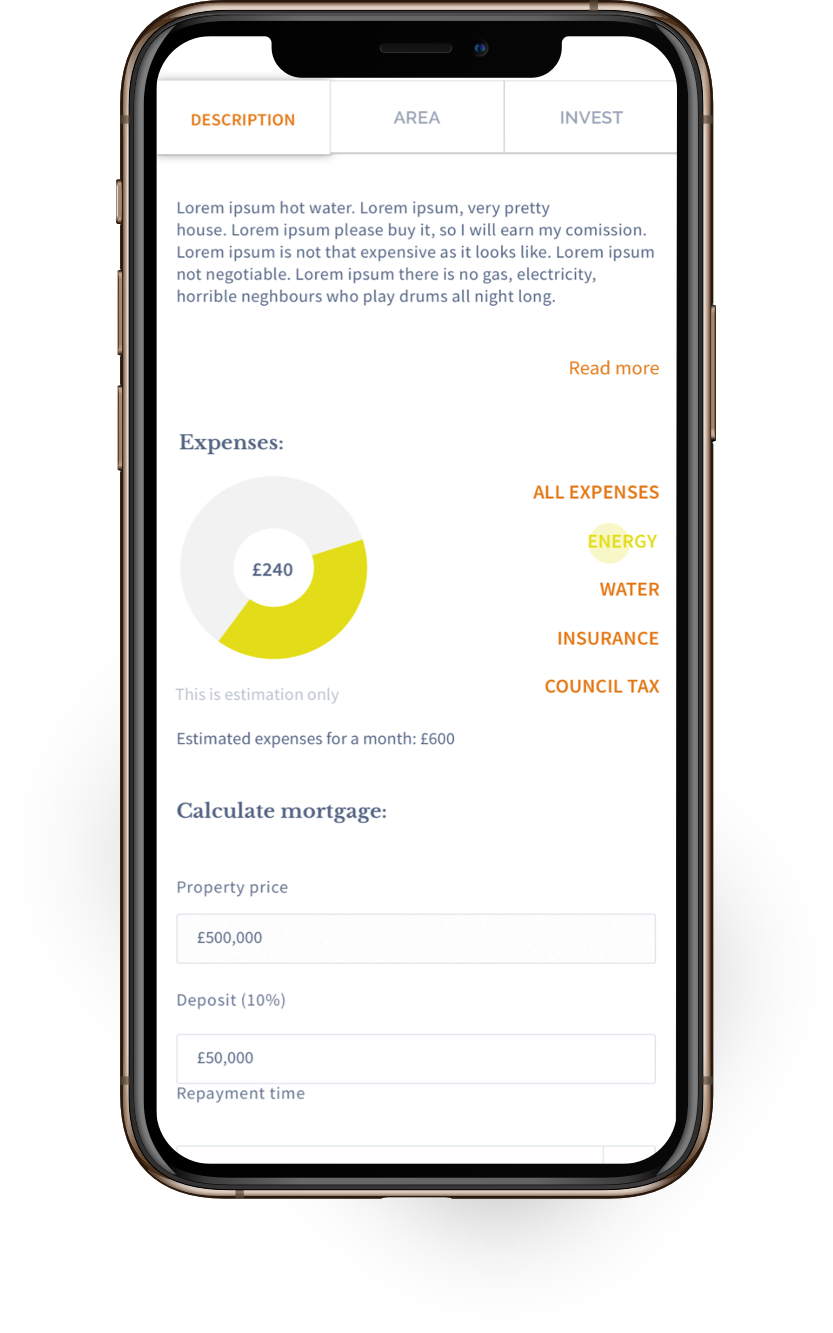 DESCRIPTION AREA INVEST
Lorem ipsum hot water. Lorem ipsum, very pretty
house. Lorem ipsum please buy it, so I will earn my comission.
Lorem ipsum is not that expensive as it looks like. Lorem ipsum
not negotiable. Lorem ipsum there is no gas, electricity,
horrible neghbours who play drums all night long.
Read more
Expenses:
£240
ALL EXPENSES
ENERGY
WATER
INSURANCE
COUNCIL TAX
This is estimation only
Estimated expenses for a month: £600
Calculate mortgage:
Property price
£500,000
Deposit (10%)
£50,000
Repayment time